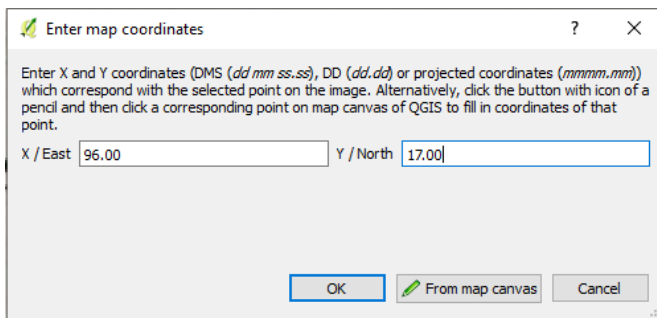 Enter map coordinates
Enter X and Y coordinates (DMS (dd mm ss.ss), DD (dd.dd) or projected coordinates (mmmm.mm))
which correspond with the selected point on the image. Alternatively, click the button with icon of a
pencil and then click a corresponding point on map canvas of QGIS to fill in coordinates of that
point.
X / East 96.00 Y / North 17.00
OK From map canvas Cancel